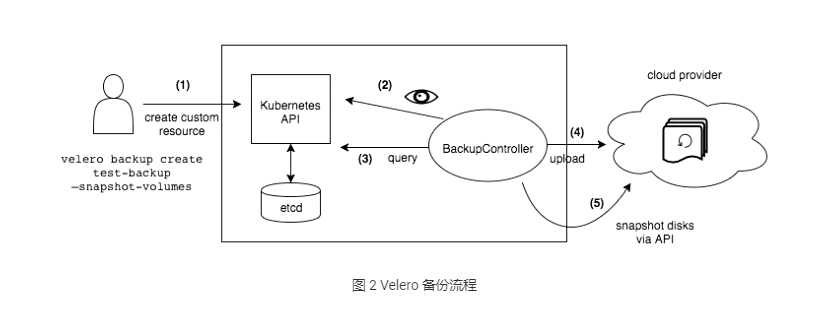 (1)
create custom
resource
velero backup create
test-backup
—snapshot-volumes
Kubernetes
API
etcd
(2)
(3)
query
BackupController
(4)
upload
(5)
cloud provider
snapshot disks
via API
图 2 Velero 备份流程